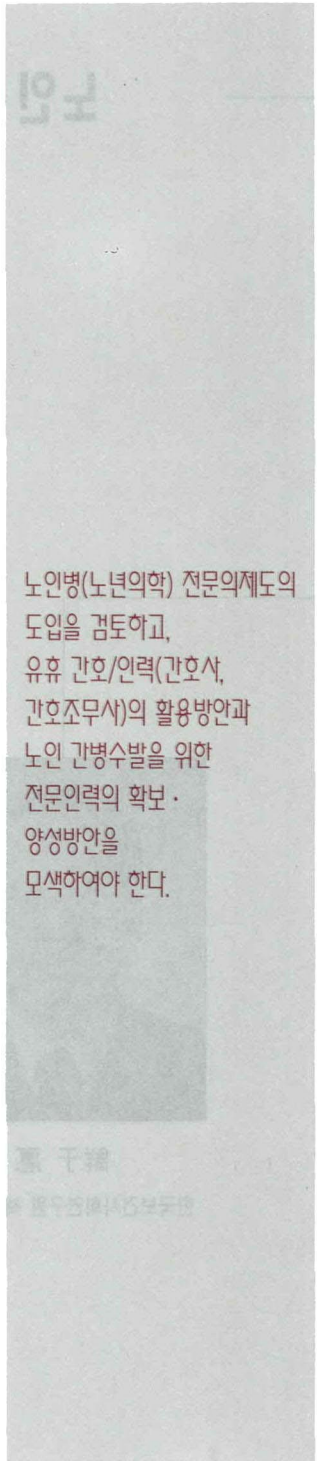 노인병(노년의학) 전문의제도의
도입을 검토하고,
유휴 간호/인력(간호사,
간호조무사)의 활용방안과
노인 간병수발을 위한
전문인력의 확보·
양성방안을
모색하여야 한다.